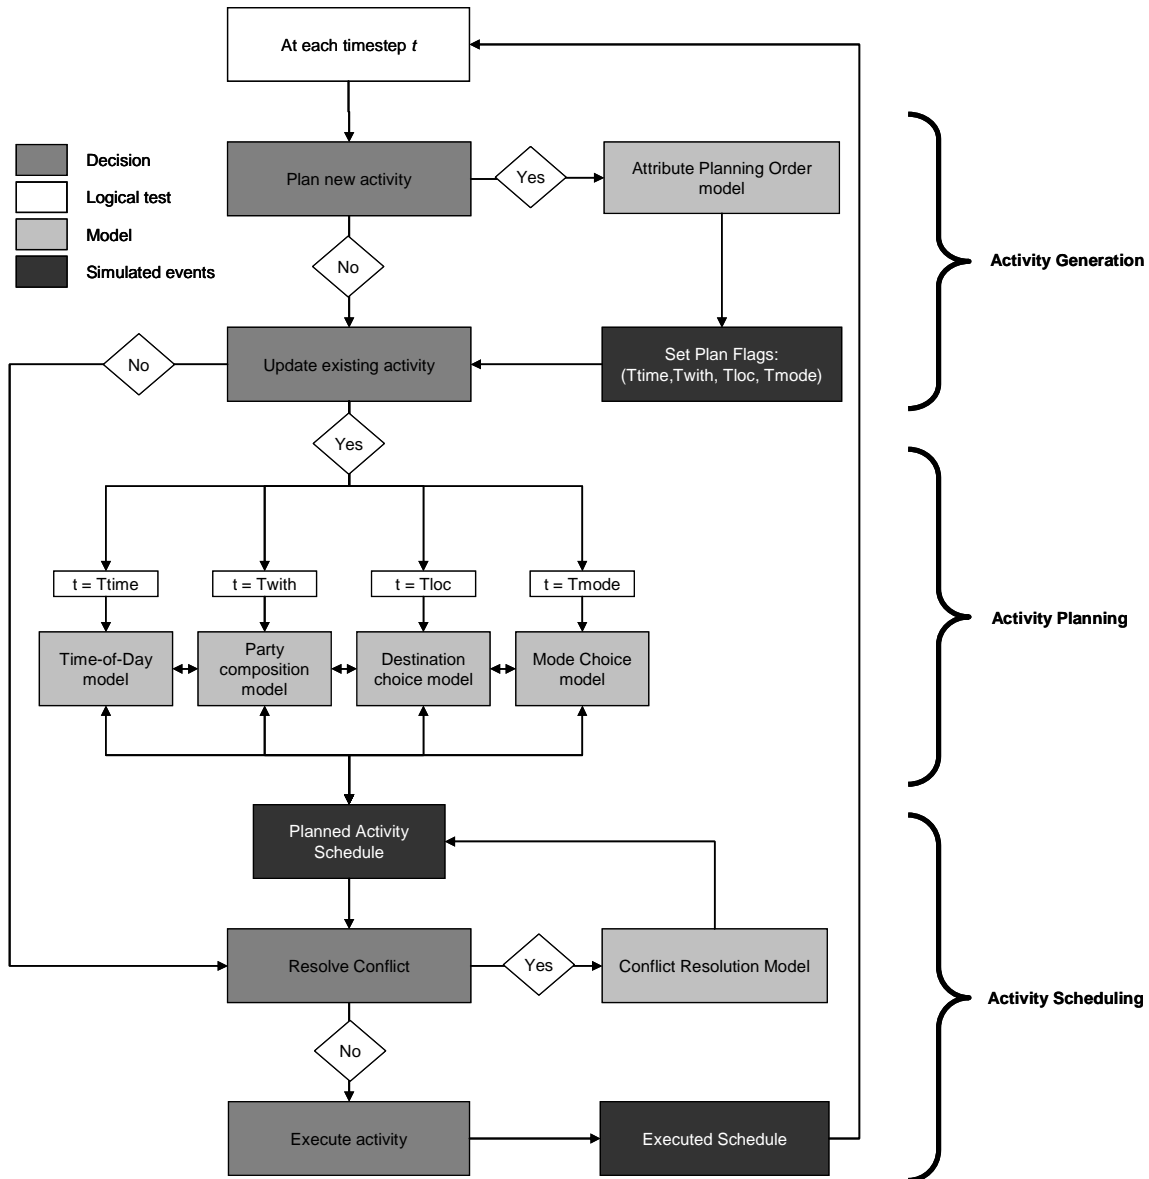 At each timestep t
Decision
Logical test
Model
Simulated events
Plan new activity
Yes
Attribute Planning Order
model
No
Activity Generation
No
Update existing activity
Set Plan Flags:
(Ttime,Twith, Tloc, Tmode)
Yes
t = Ttime
t = Twith
t = Tloc
t = Tmode
Time-of-Day
model
Party
composition
model
Destination
choice model
Mode Choice
model
Activity Planning
Planned Activity
Schedule
Resolve Conflict
Yes
Conflict Resolution Model
Activity Scheduling
No
Execute activity
Executed Schedule